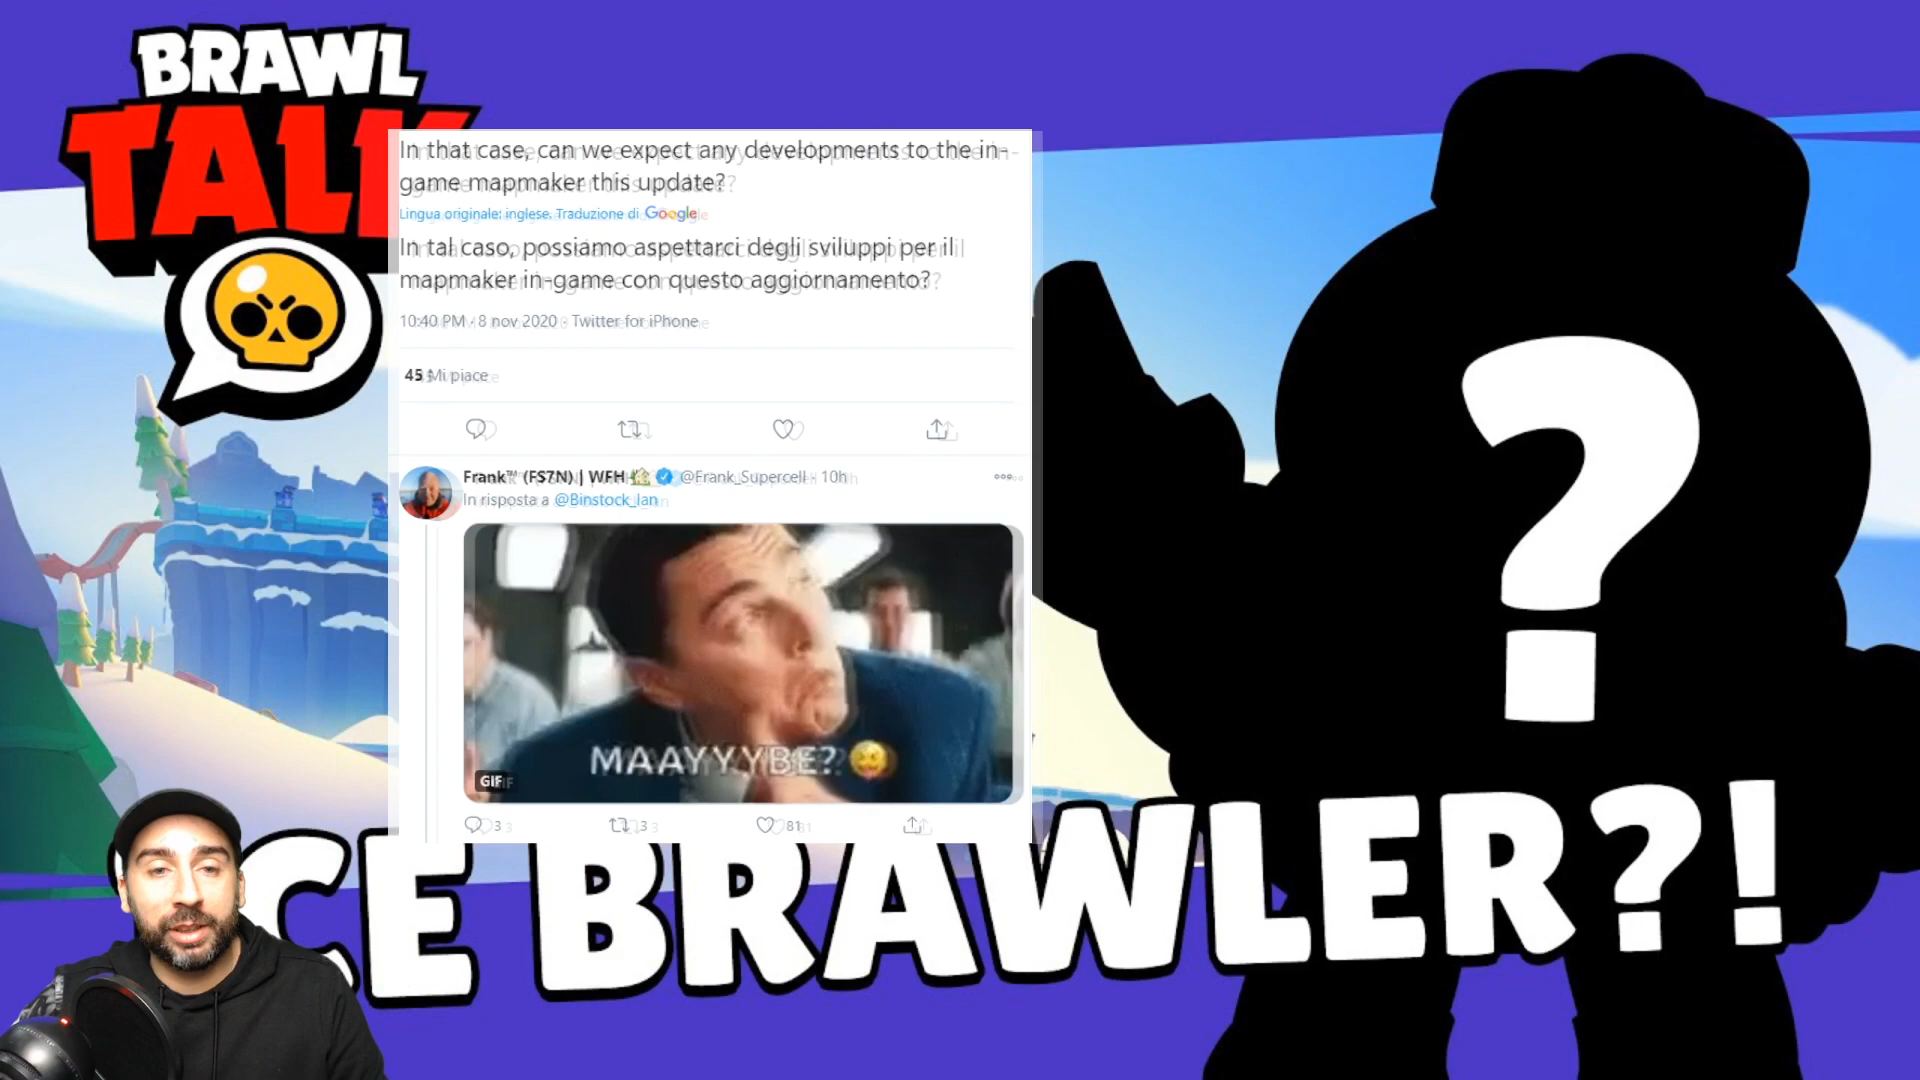 BRAWL
TALK
In that case, can we expect any developments to the in-
game mapmaker this update?
Lingua originale: inglese. Traduzione di Google
In tal caso, possiamo aspettarci degli sviluppi per il
mapmaker in-game con questo aggiornamento?
10:40 PM · 8 nov 2020 · Twitter for iPhone
45 Mi piace
Frank™ (FS7N) | WFH @Frank_Supercell · 10h
In risposta a @Binstock_Ian
MAAYYYBE?
GIF
3 3 81
?
CE BRAWLER?!